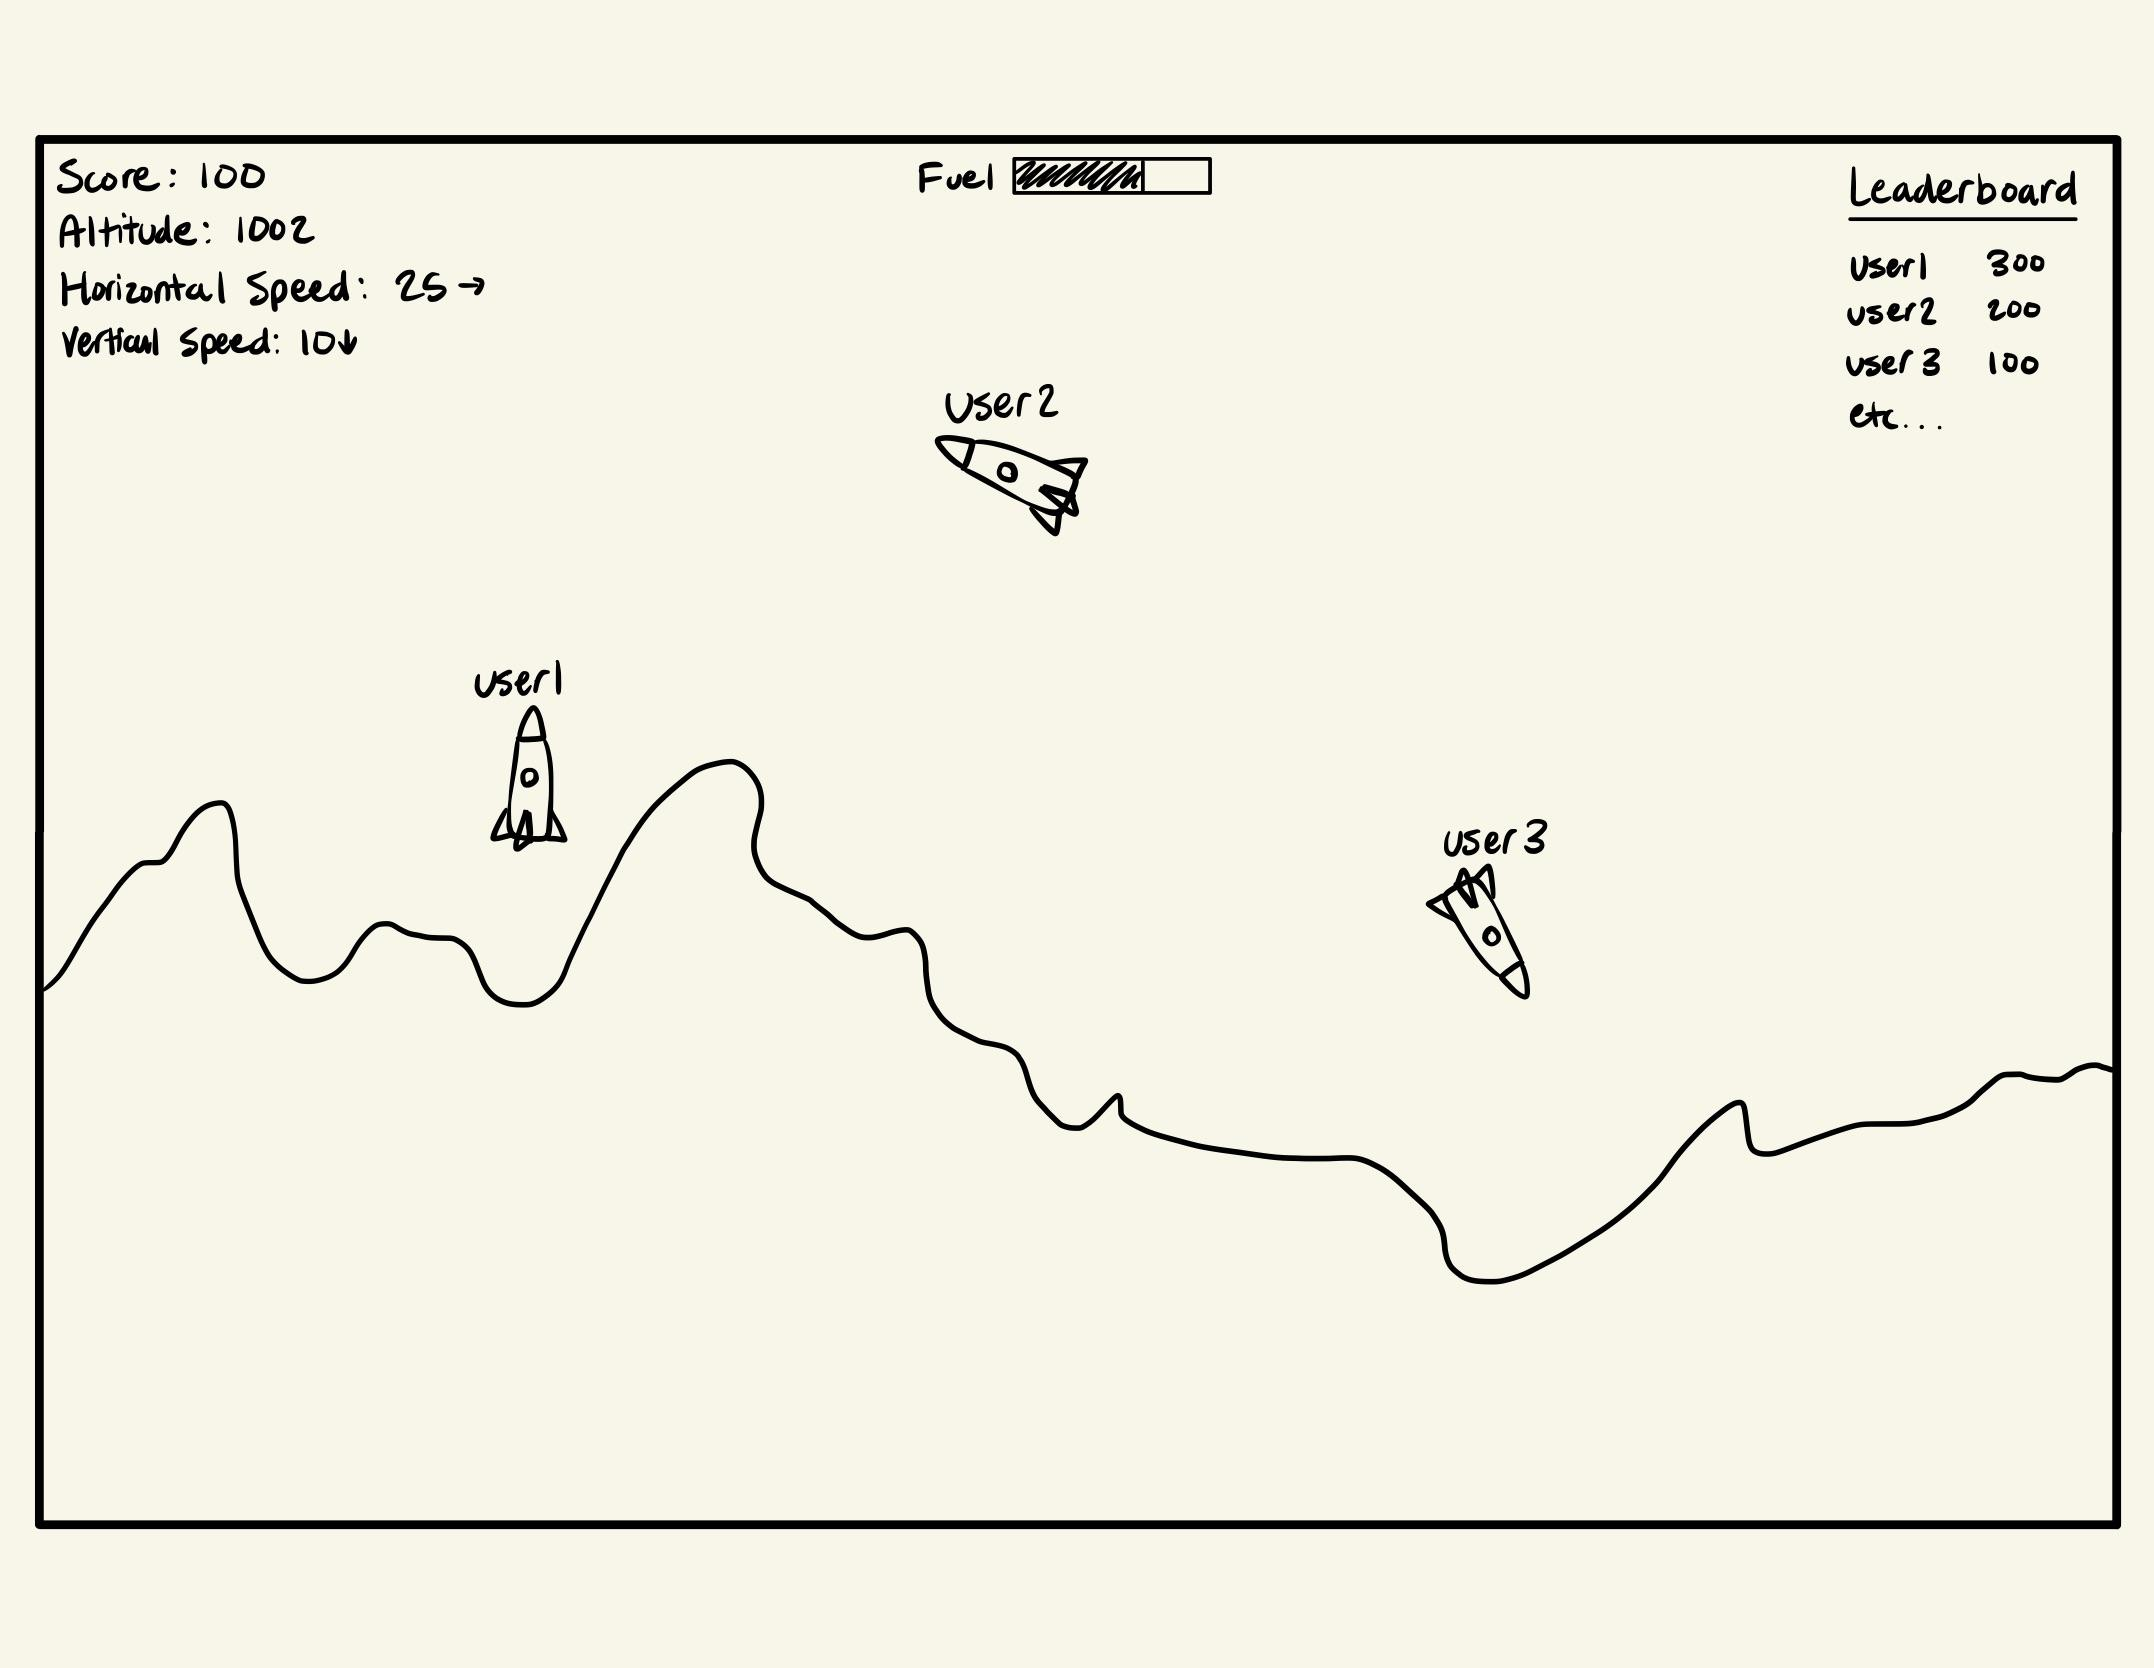 Score: 100
Altitude: 1002
Horizontal Speed: 25 →
Vertical Speed: 10↓
Fuel
Leaderboard
user1 300
user2 200
user3 100
etc...
user2
user1
user3